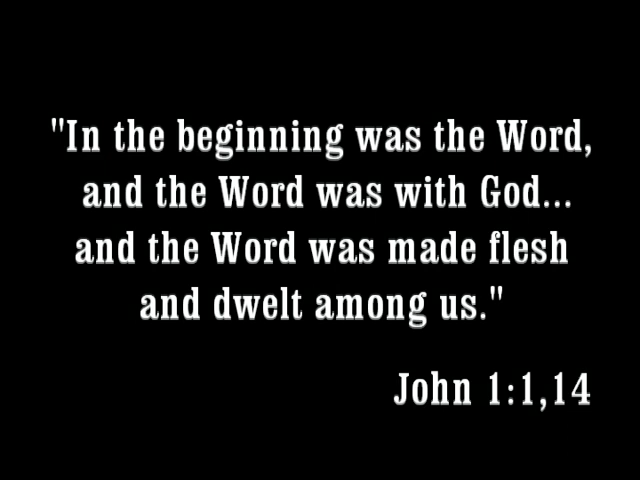 "In the beginning was the Word,
and the Word was with God...
and the Word was made flesh
and dwelt among us."
John 1:1,14